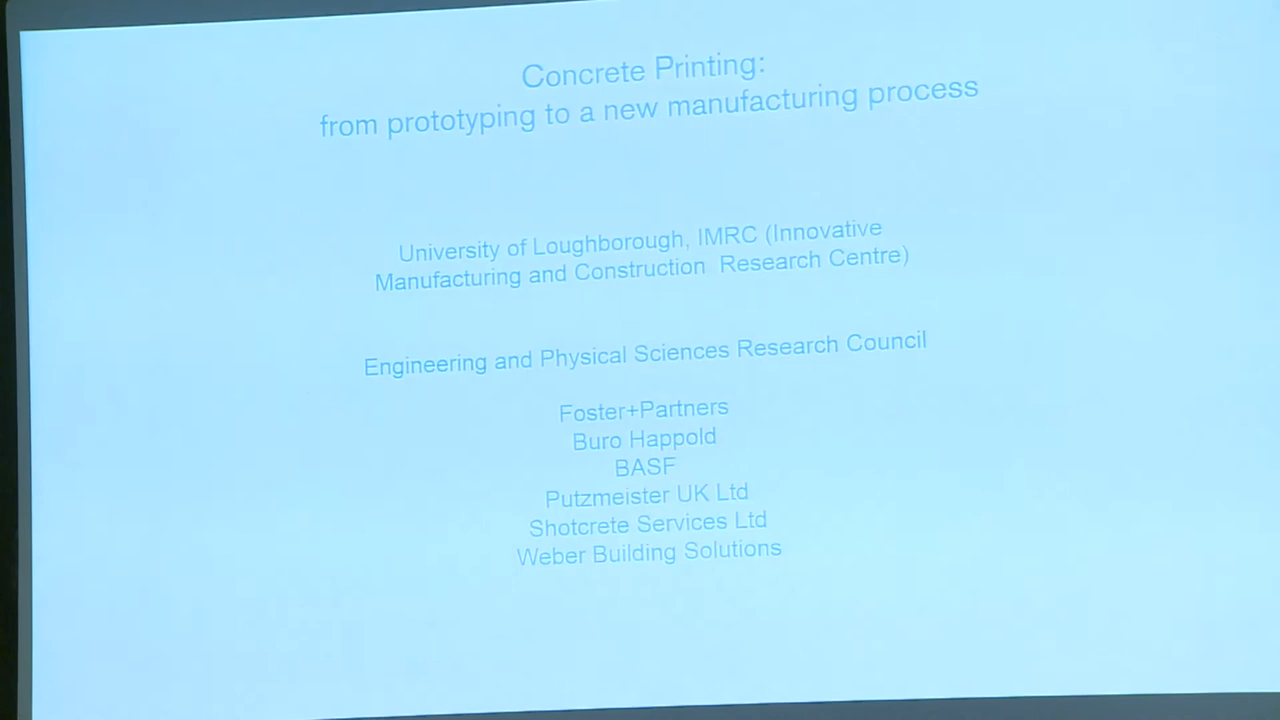 Concrete Printing:
from prototyping to a new manufacturing process
University of Loughborough, IMRC (Innovative
Manufacturing and Construction Research Centre)
Engineering and Physical Sciences Research Council
Foster+Partners
Buro Happold
BASF
Putzmeister UK Ltd
Shotcrete Services Ltd
Weber Building Solutions